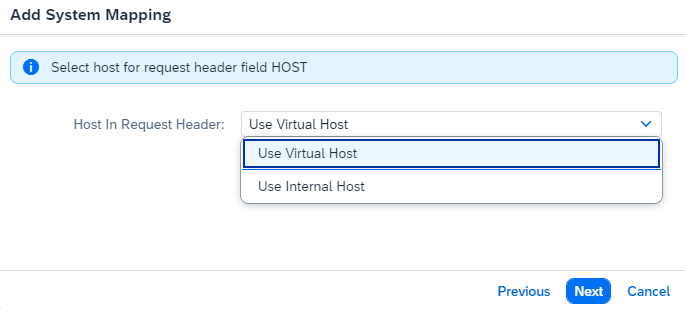 Add System Mapping
Select host for request header field HOST
Host In Request Header: Use Virtual Host
Use Virtual Host
Use Internal Host
Previous Next Cancel